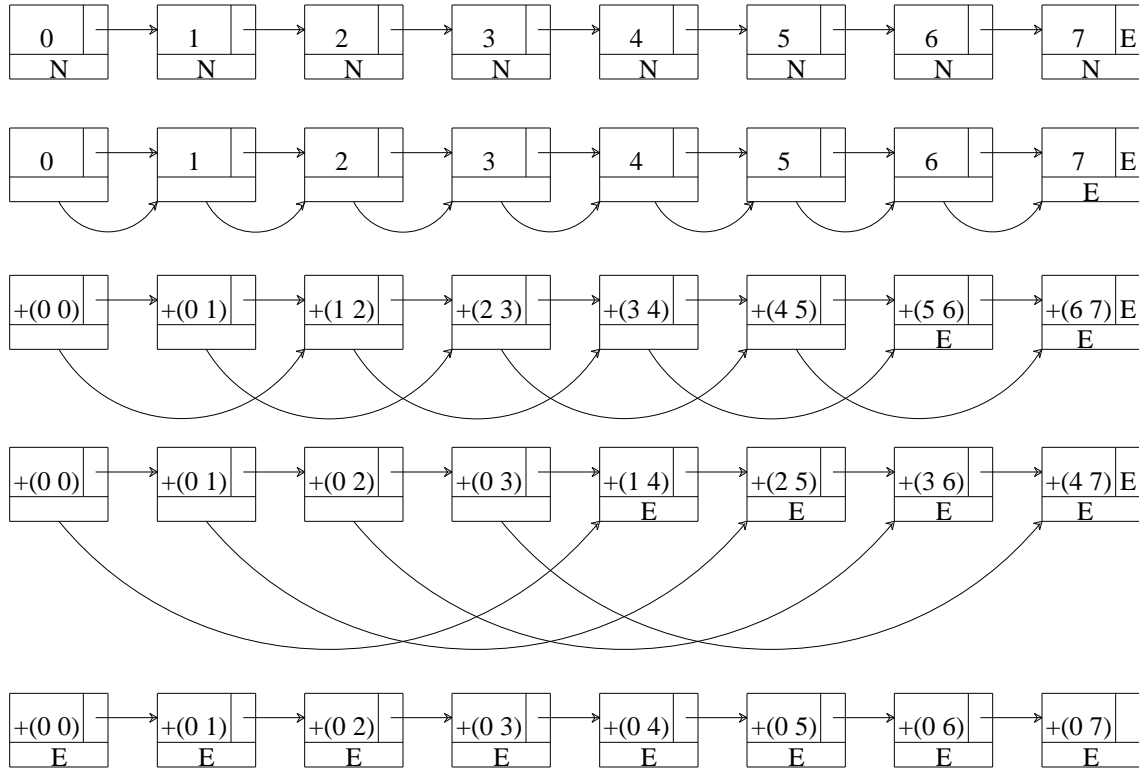 0 1 2 3 4 5 6 7 E
N N N N N N N N
0 1 2 3 4 5 6 7 E
E
+(0 0) +(0 1) +(1 2) +(2 3) +(3 4) +(4 5) +(5 6) +(6 7) E
E E
+(0 0) +(0 1) +(0 2) +(0 3) +(1 4) +(2 5) +(3 6) +(4 7) E
E E E E
+(0 0) +(0 1) +(0 2) +(0 3) +(0 4) +(0 5) +(0 6) +(0 7)
E E E E E E E E